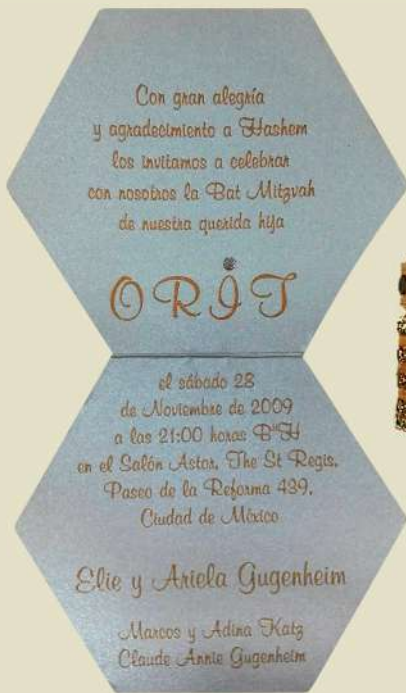 Con gran alegría
y agradecimiento a Hashem
los invitamos a celebrar
con nosotros la Bat Mitzvah
de nuestra querida hija
ORIT
el sábado 28
de Noviembre de 2009
a las 21:00 horas B"H
en el Salón Astor, The St Regis,
Paseo de la Reforma 439,
Ciudad de México
Elie y Ariela Gugenheim
Marcos y Adina Katz
Claude Annie Gugenheim